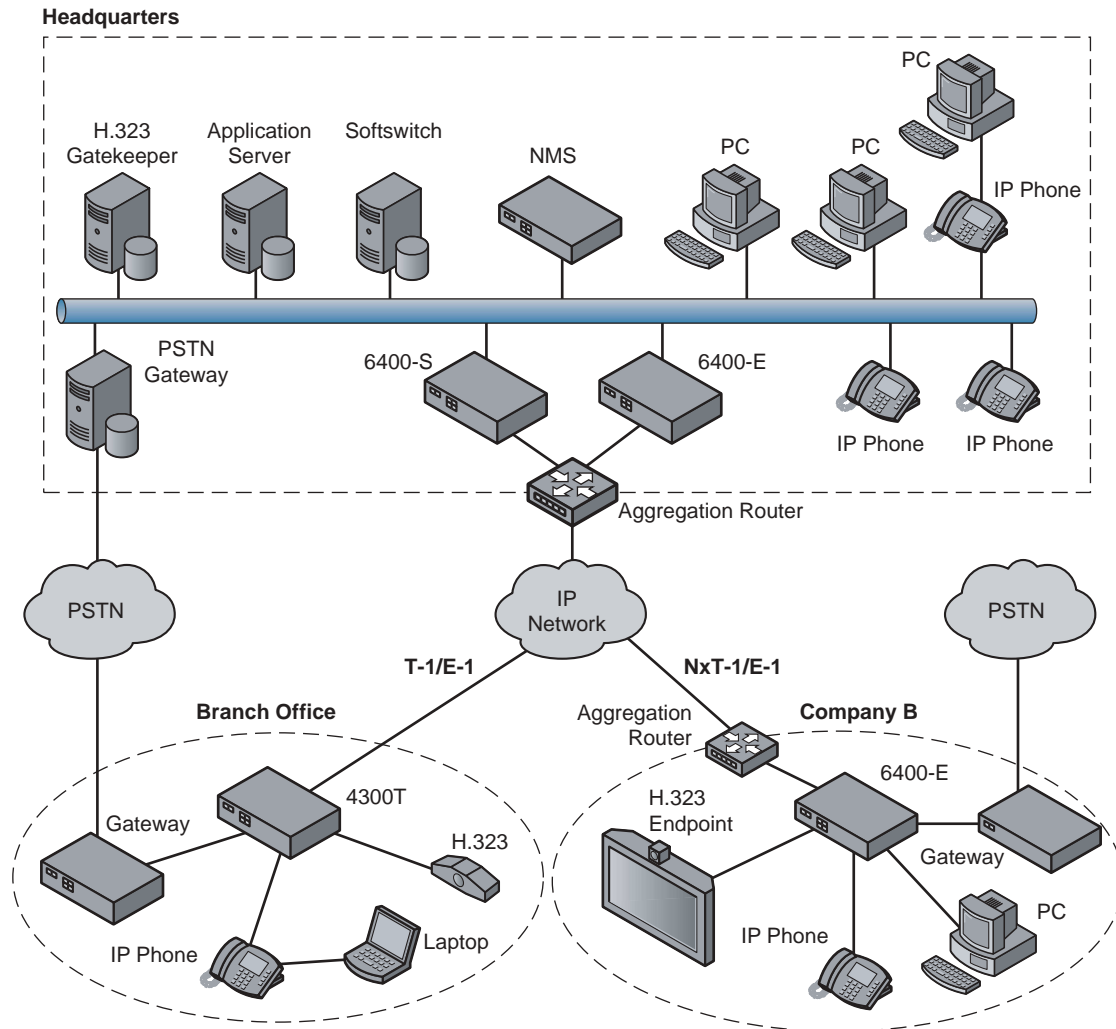 Headquarters
PC
H.323
Gatekeeper
Application
Server
Softswitch
NMS
PC
PC
IP Phone
PSTN
Gateway
6400-S
6400-E
IP Phone
IP Phone
Aggregation Router
PSTN
IP
Network
PSTN
T-1/E-1
NxT-1/E-1
Branch Office
Aggregation
Router
Company B
4300T
6400-E
Gateway
H.323
H.323
Endpoint
Gateway
IP Phone
Laptop
IP Phone
PC